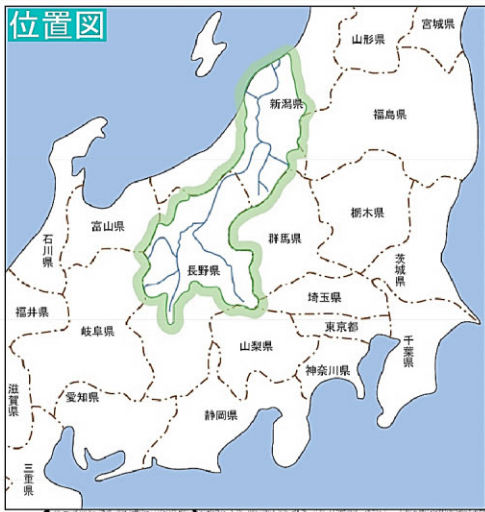 位置図
宮城県
山形県
新潟県
福島県
富山県
石川県
群馬県
栃木県
長野県
茨城県
福井県
岐阜県
埼玉県
東京都
山梨県
千葉県
神奈川県
滋賀県
愛知県
静岡県
三重県